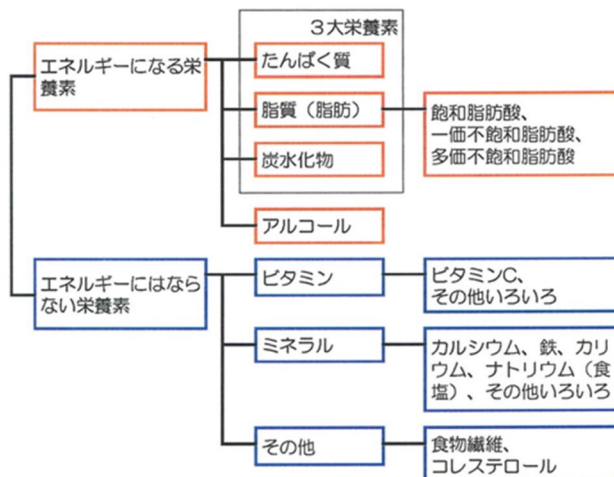 3大栄養素
エネルギーになる栄
養素
たんぱく質
脂質（脂肪）
飽和脂肪酸、
一価不飽和脂肪酸、
多価不飽和脂肪酸
炭水化物
アルコール
エネルギーにはなら
ない栄養素
ビタミン
ビタミンC、
その他いろいろ
ミネラル
カルシウム、鉄、カリ
ウム、ナトリウム（食
塩）、その他いろいろ
その他
食物繊維、
コレステロール